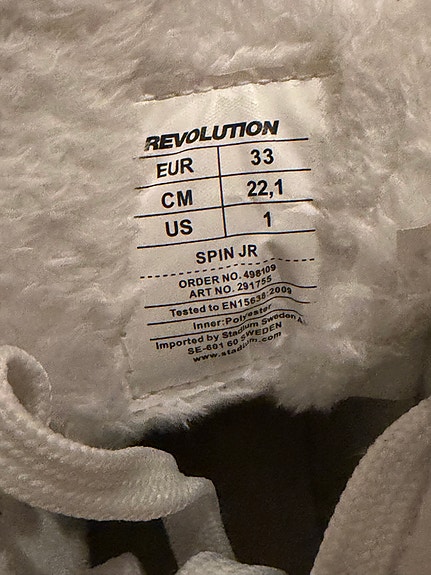 REVOLUTION
EUR 33
CM 22,1
US 1
SPIN JR
ORDER NO. 498109
ART NO. 291755
Tested to EN15638:2009
Inner:Polyester
Imported by Stadium Sweden A
SE-601 60 SWEDEN
www.stadium.com